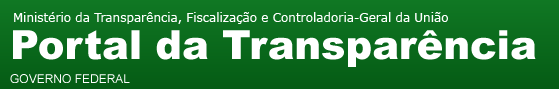 Ministério da Transparência, Fiscalização e Controladoria-Geral da União
Portal da Transparência
GOVERNO FEDERAL